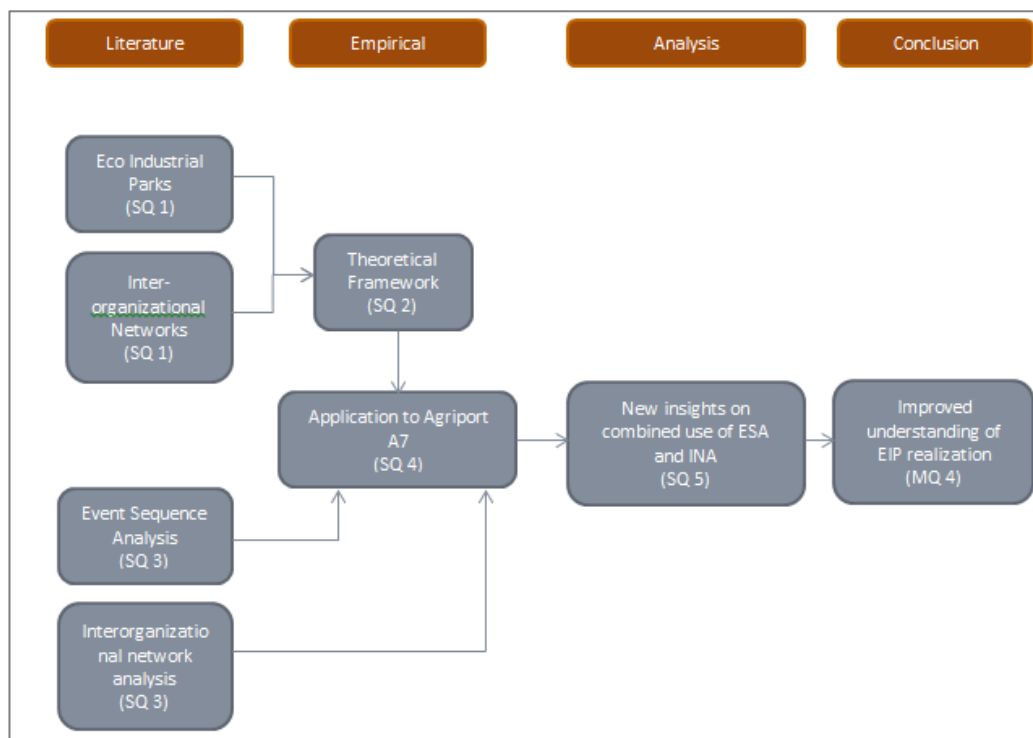 Literature
Empirical
Analysis
Conclusion
Eco Industrial
Parks
(SQ 1)
Inter-
organizational
Networks
(SQ 1)
Theoretical
Framework
(SQ 2)
Application to Agriport
A7
(SQ 4)
New insights on
combined use of ESA
and INA
(SQ 5)
Improved
understanding of
EIP realization
(MQ 4)
Event Sequence
Analysis
(SQ 3)
Interorganizatio
nal network
analysis
(SQ 3)